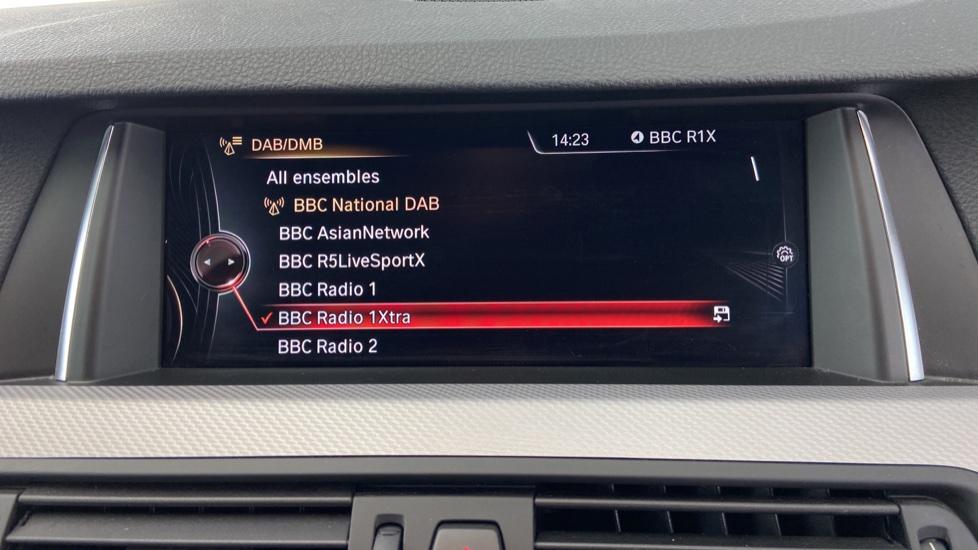 DAB/DMB
14:23
BBC R1X
All ensembles
BBC National DAB
BBC AsianNetwork
BBC R5LiveSportX
OPT
BBC Radio 1
BBC Radio 1Xtra
BBC Radio 2